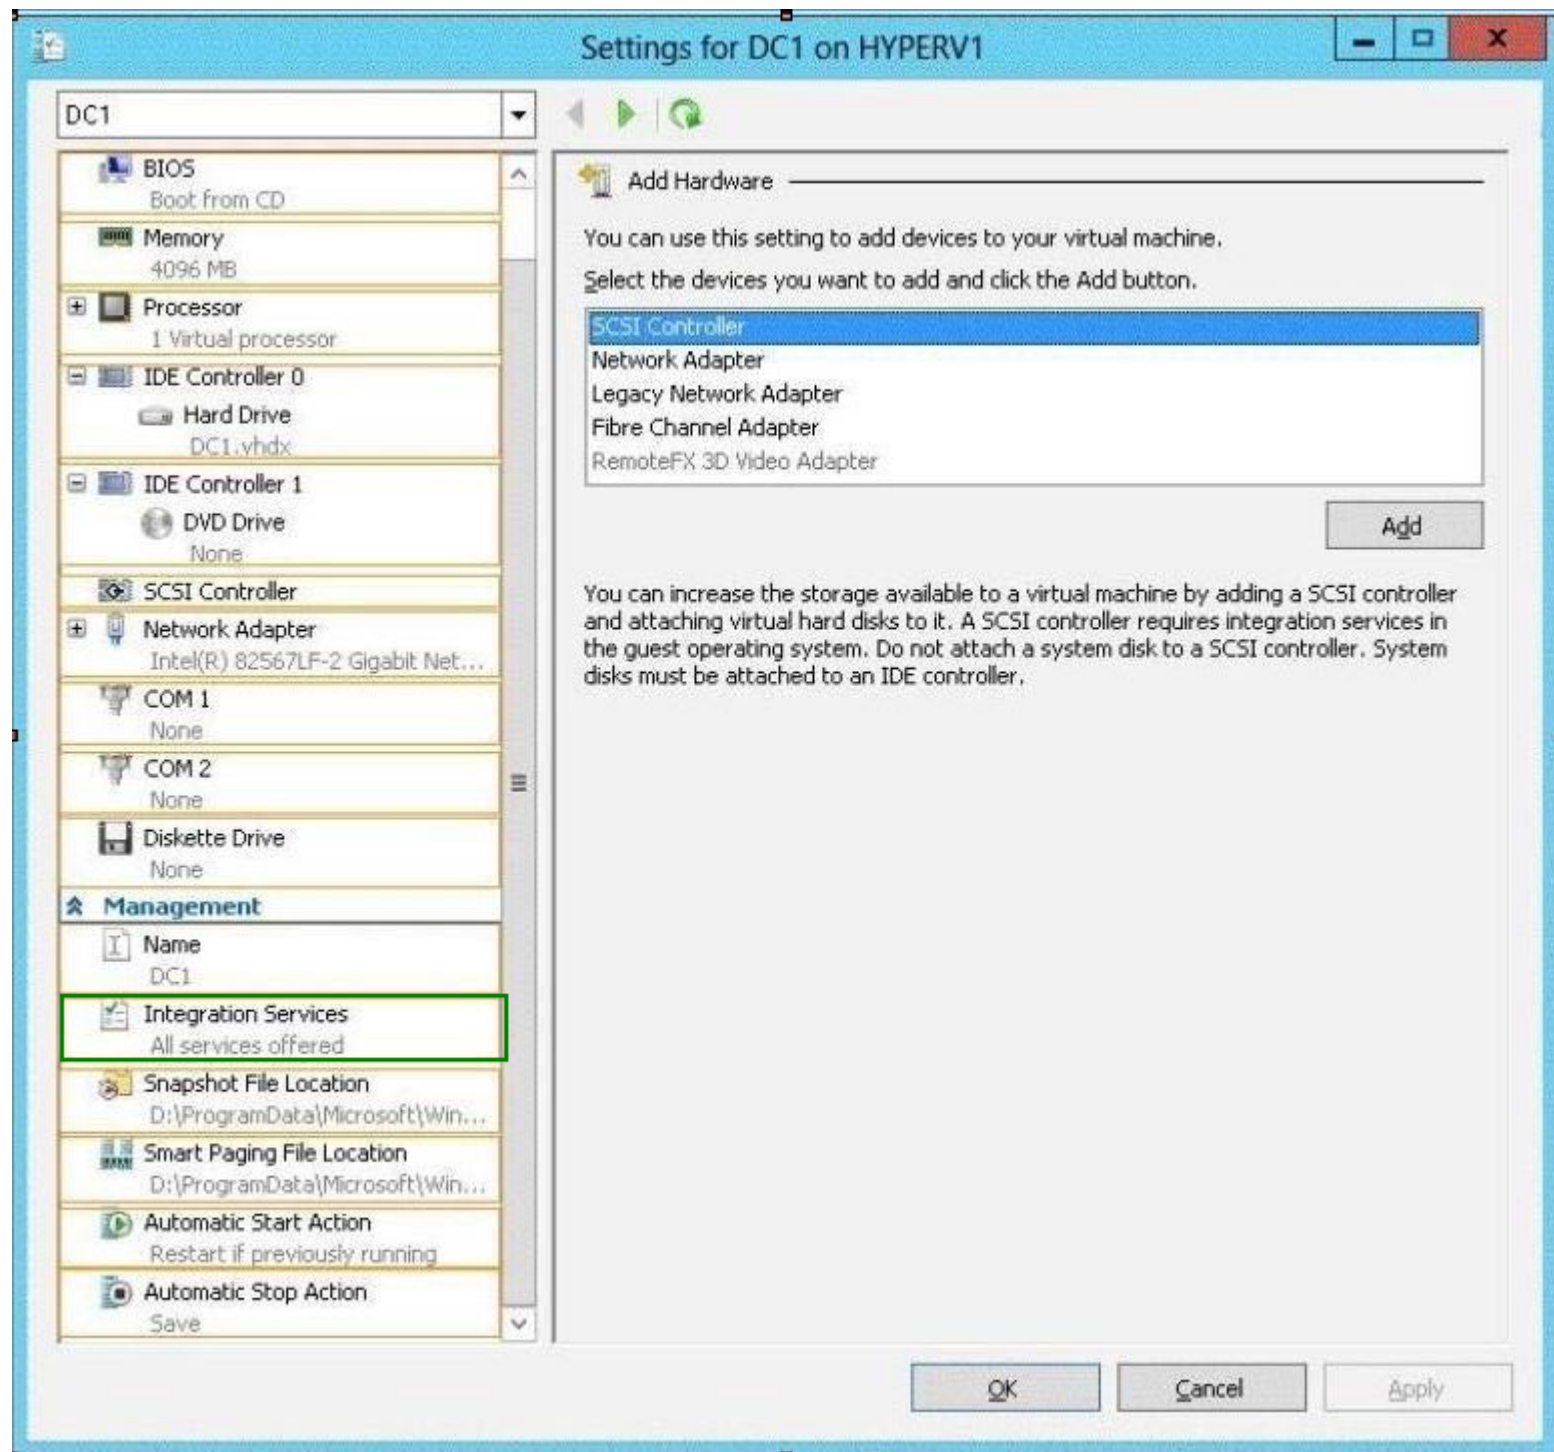 Settings for DC1 on HYPERV1
DC1
BIOS
Boot from CD
Memory
4096 MB
Processor
1 Virtual processor
IDE Controller 0
Hard Drive
DC1.vhdx
IDE Controller 1
DVD Drive
None
SCSI Controller
Network Adapter
Intel(R) 82567LF-2 Gigabit Net...
COM 1
None
COM 2
None
Diskette Drive
None
Management
Name
DC1
Integration Services
All services offered
Snapshot File Location
D:\ProgramData\Microsoft\Win...
Smart Paging File Location
D:\ProgramData\Microsoft\Win...
Automatic Start Action
Restart if previously running
Automatic Stop Action
Save
Add Hardware
You can use this setting to add devices to your virtual machine.
Select the devices you want to add and click the Add button.
SCSI Controller
Network Adapter
Legacy Network Adapter
Fibre Channel Adapter
RemoteFX 3D Video Adapter
Add
You can increase the storage available to a virtual machine by adding a SCSI controller
and attaching virtual hard disks to it. A SCSI controller requires integration services in
the guest operating system. Do not attach a system disk to a SCSI controller. System
disks must be attached to an IDE controller.
OK
Cancel
Apply